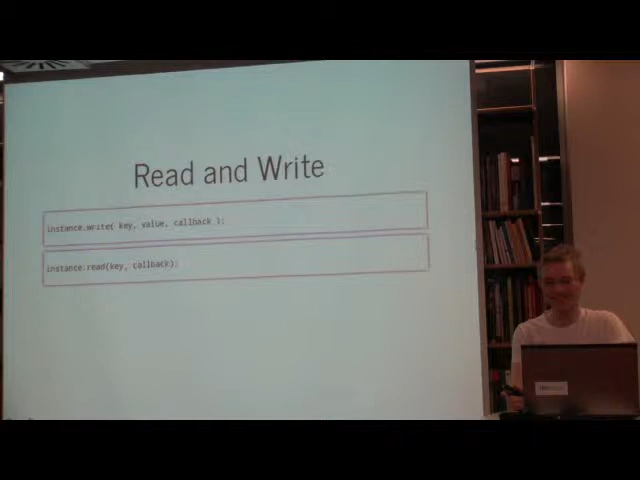 Read and Write
instance.write( key, value, callback );
instance.read(key, callback);